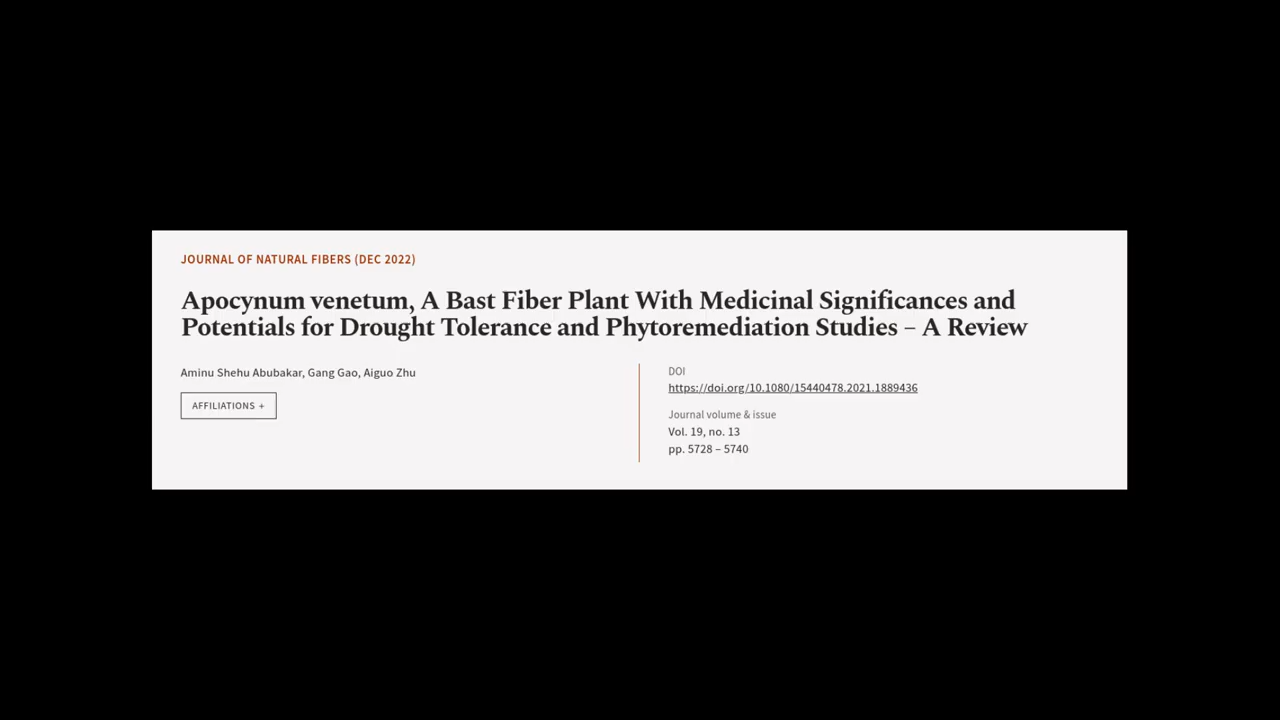 JOURNAL OF NATURAL FIBERS (DEC 2022)
Apocynum venetum, A Bast Fiber Plant With Medicinal Significances and
Potentials for Drought Tolerance and Phytoremediation Studies – A Review
Aminu Shehu Abubakar, Gang Gao, Aiguo Zhu
AFFILIATIONS +
DOI
https://doi.org/10.1080/15440478.2021.1889436
Journal volume & issue
Vol. 19, no. 13
pp. 5728 – 5740